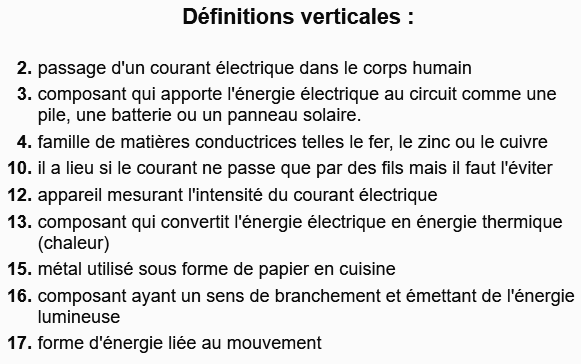 Définitions verticales :
2. passage d'un courant électrique dans le corps humain
3. composant qui apporte l'énergie électrique au circuit comme une
pile, une batterie ou un panneau solaire.
4. famille de matières conductrices telles le fer, le zinc ou le cuivre
10. il a lieu si le courant ne passe que par des fils mais il faut l'éviter
12. appareil mesurant l'intensité du courant électrique
13. composant qui convertit l'énergie électrique en énergie thermique
(chaleur)
15. métal utilisé sous forme de papier en cuisine
16. composant ayant un sens de branchement et émettant de l'énergie
lumineuse
17. forme d'énergie liée au mouvement